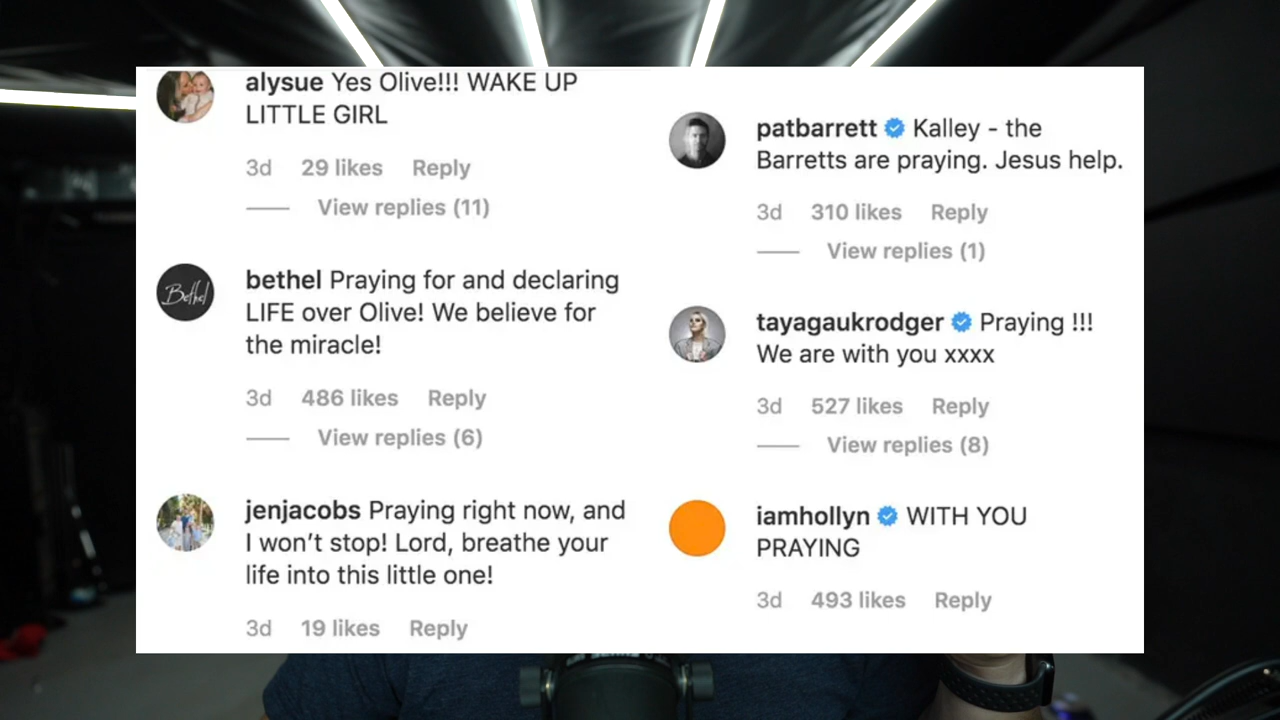 alysue Yes Olive!!! WAKE UP
LITTLE GIRL
3d 29 likes Reply
View replies (11)
Bethel
bethel Praying for and declaring
LIFE over Olive! We believe for
the miracle!
3d 486 likes Reply
View replies (6)
jenjacobs Praying right now, and
I won’t stop! Lord, breathe your
life into this little one!
3d 19 likes Reply
patbarrett Kalley - the
Barretts are praying. Jesus help.
3d 310 likes Reply
View replies (1)
tayagaukrodger Praying !!!
We are with you xxxx
3d 527 likes Reply
View replies (8)
iamhollyn WITH YOU
PRAYING
3d 493 likes Reply